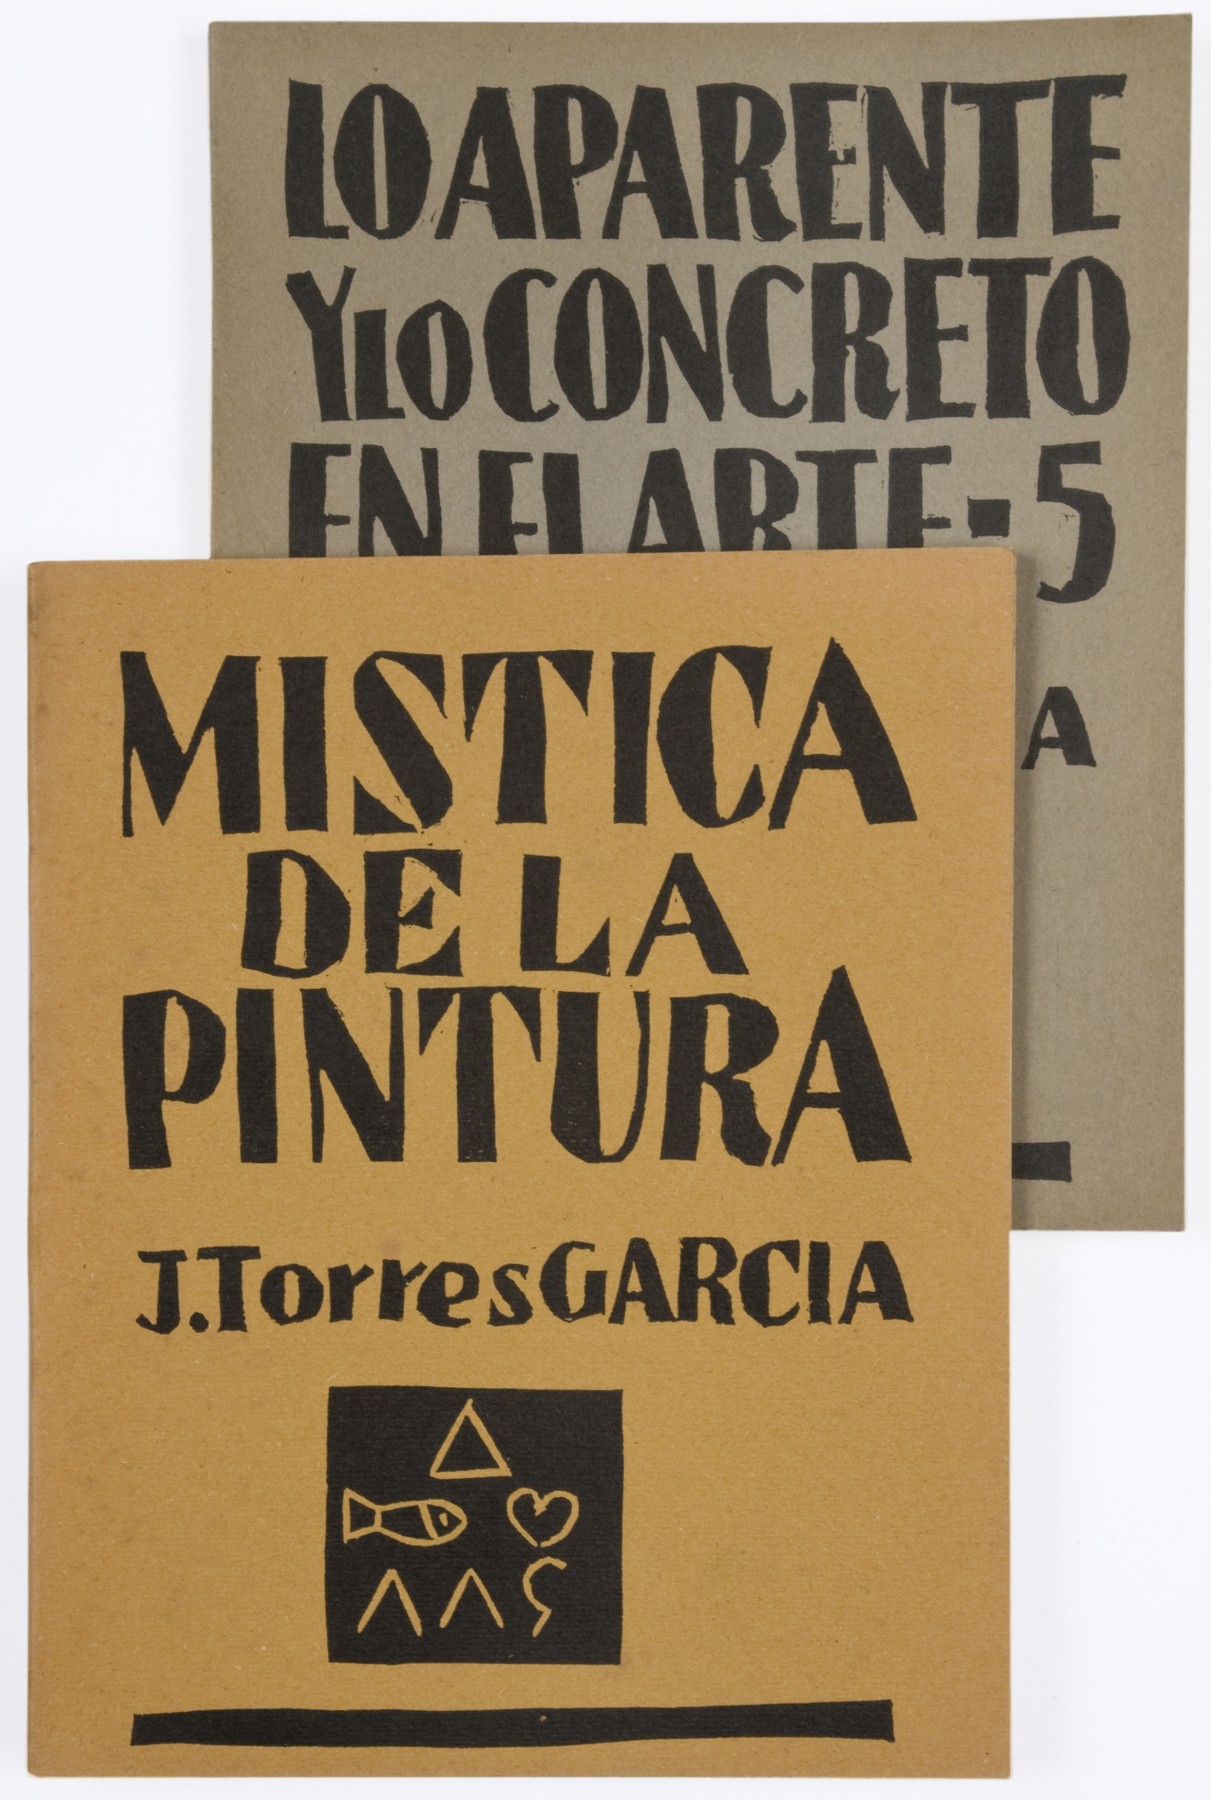 LO APARENTE
Y LO CONCRETO
EN EL ARTE - 5
A
MISTICA
DE LA
PINTURA
J. Torres GARCIA